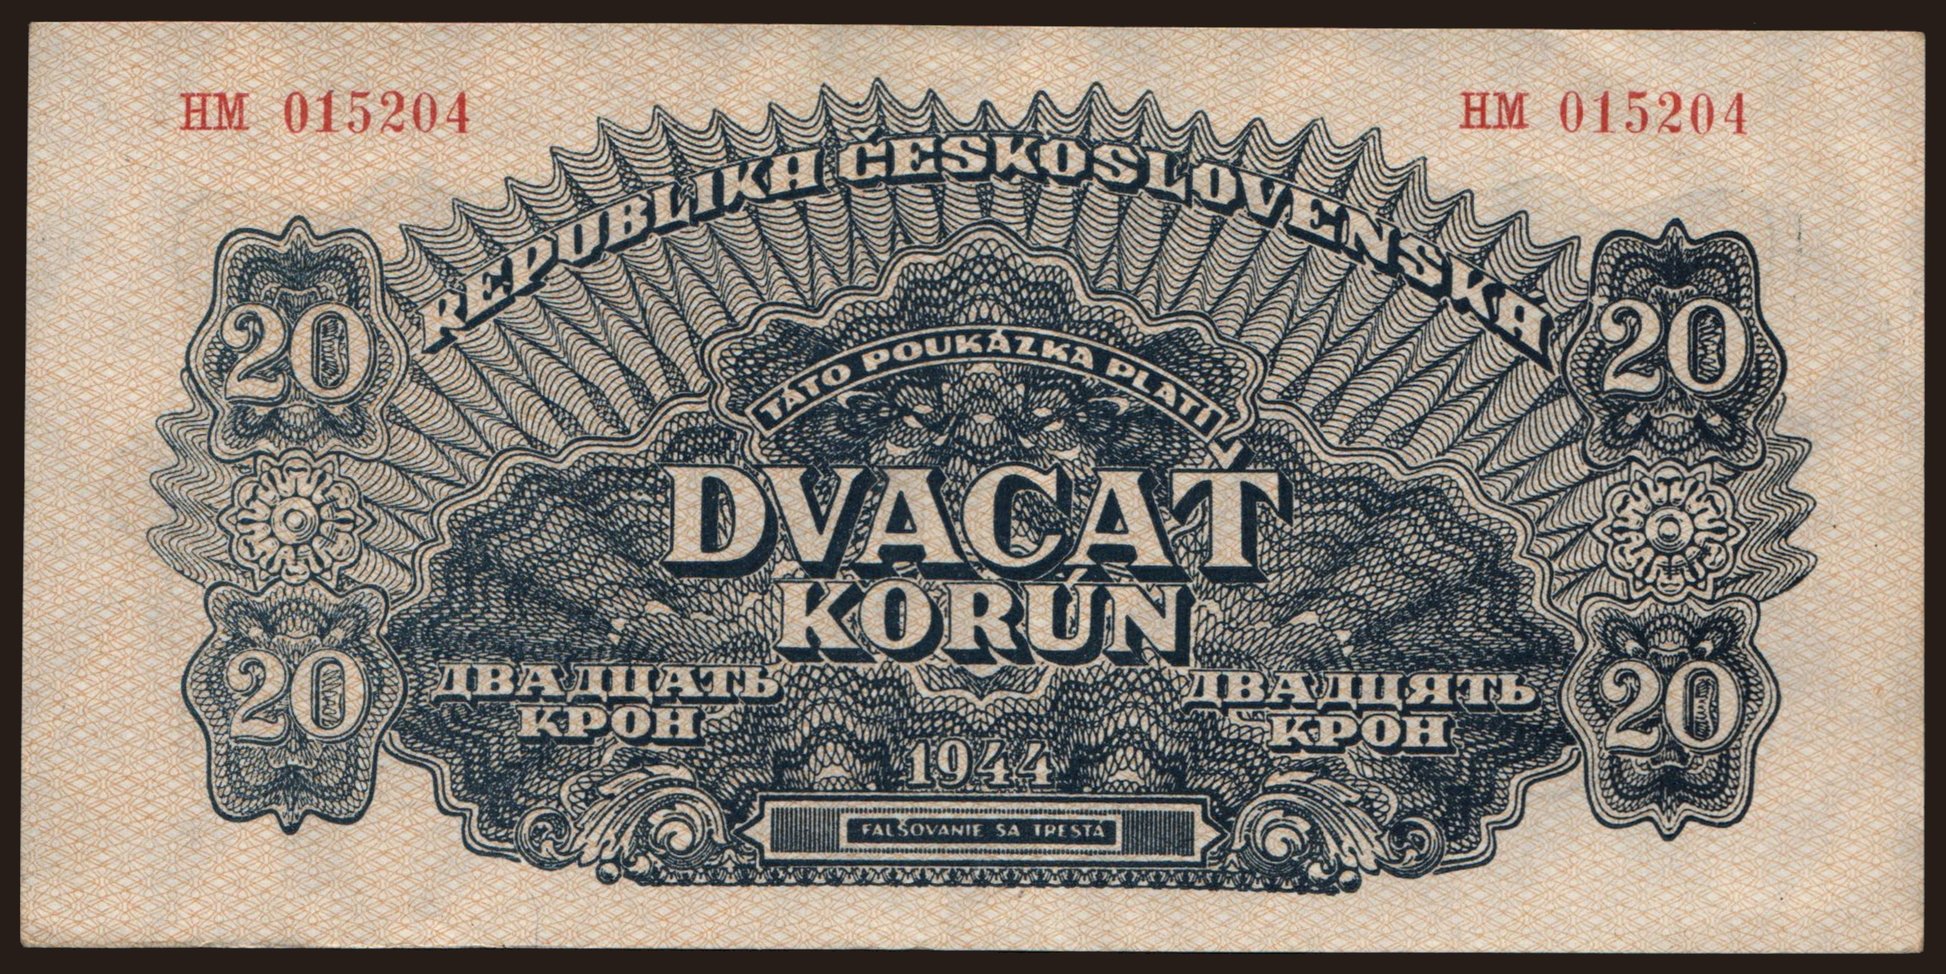 HM 015204
HM 015204
REPUBLIKA ČESKOSLOVENSKÁ
20
20
TÁTO POUKÁZKA PLATÍ
DVACAŤ
KORÚN
20
20
ДВАДЦАТЬ
КРОН
ДВАДЦЯТЬ
КРОН
1944
FALŠOVANIE SA TRESTÁ